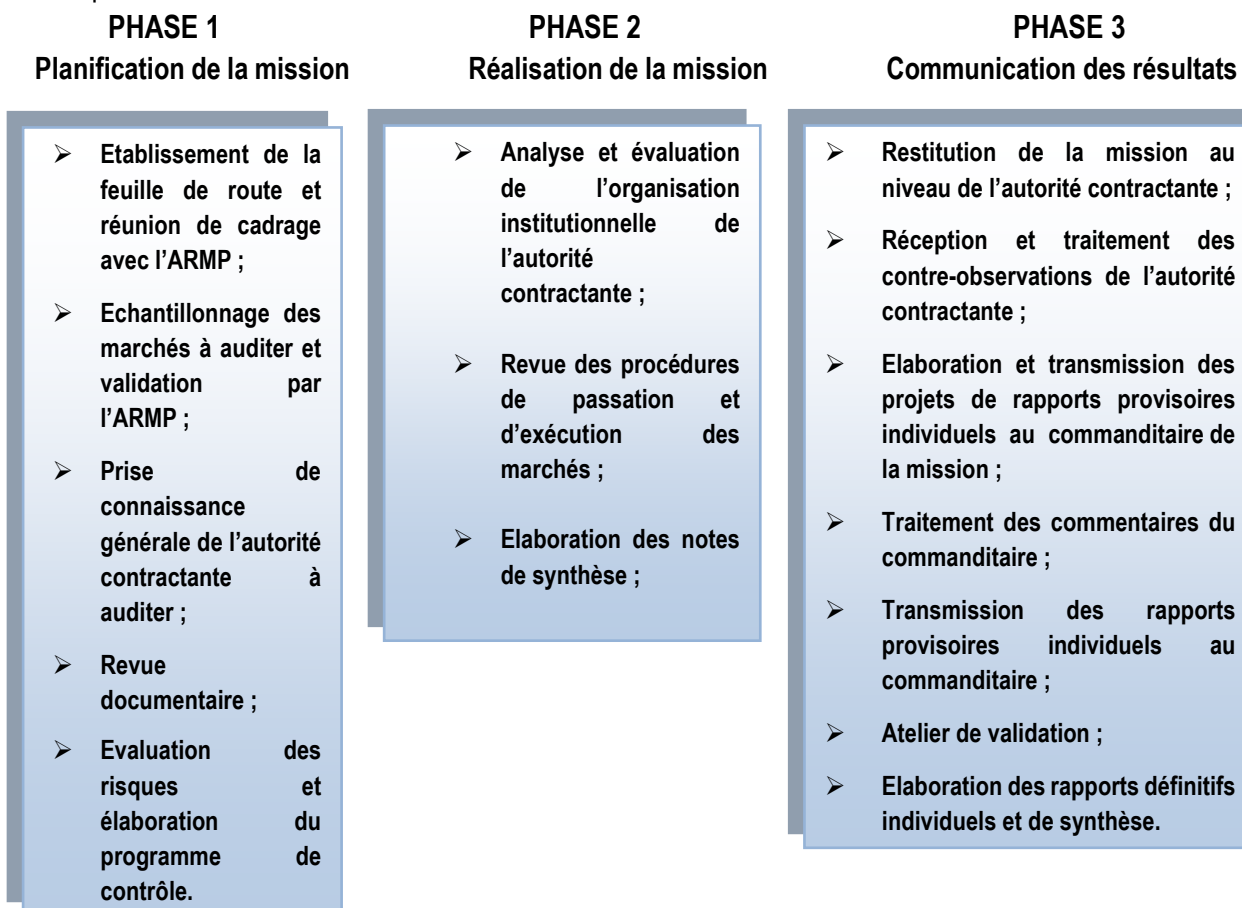 PHASE 1
Planification de la mission
➢ Etablissement de la
feuille de route et
réunion de cadrage
avec l'ARMP ;
➢ Echantillonnage des
marchés à auditer et
validation par
l'ARMP ;
➢ Prise de
connaissance
générale de l'autorité
contractante à
auditer ;
➢ Revue
documentaire ;
➢ Evaluation des
risques et
élaboration du
programme de
contrôle.
PHASE 2
Réalisation de la mission
➢ Analyse et évaluation
de l'organisation
institutionnelle de
l'autorité
contractante ;
➢ Revue des procédures
de passation et
d'exécution des
marchés ;
➢ Elaboration des notes
de synthèse ;
PHASE 3
Communication des résultats
➢ Restitution de la mission au
niveau de l'autorité contractante ;
➢ Réception et traitement des
contre-observations de l'autorité
contractante ;
➢ Elaboration et transmission des
projets de rapports provisoires
individuels au commanditaire de
la mission ;
➢ Traitement des commentaires du
commanditaire ;
➢ Transmission des rapports
provisoires individuels au
commanditaire ;
➢ Atelier de validation ;
➢ Elaboration des rapports définitifs
individuels et de synthèse.